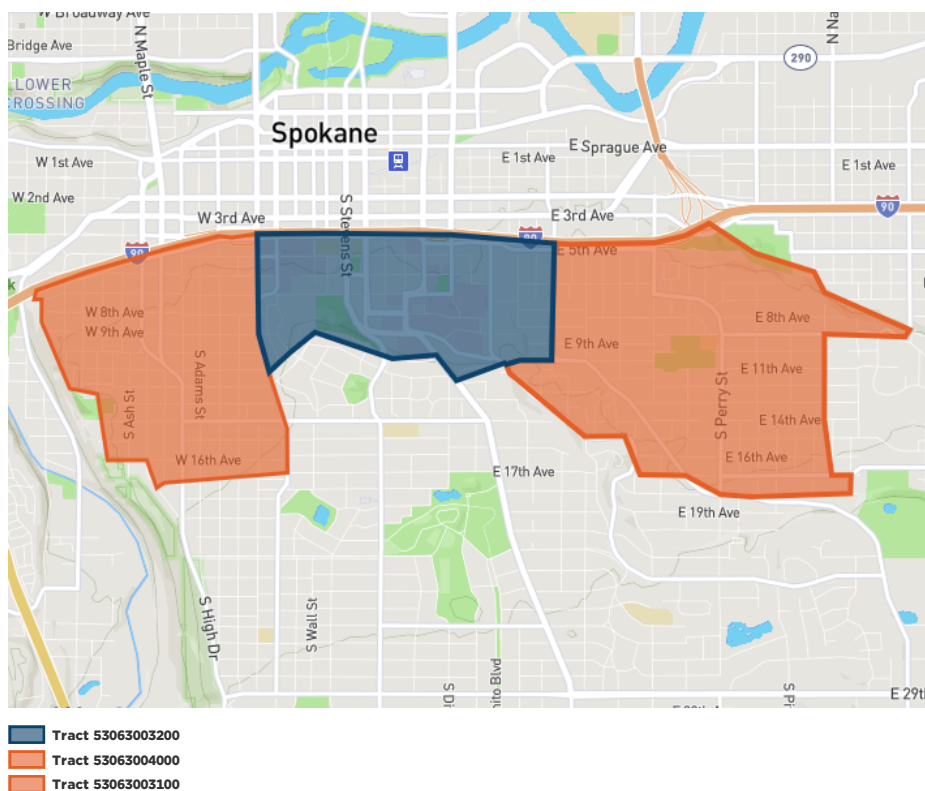 W Broadway Ave
N Maple St
Bridge Ave
290
LOWER
CROSSING
Spokane
E Sprague Ave
W 1st Ave
E 1st Ave
E 1st Ave
W 2nd Ave
S Stevens St
W 3rd Ave
E 3rd Ave
90
90
90
E 5th Ave
W 8th Ave
E 8th Ave
W 9th Ave
E 9th Ave
S Adams St
E 11th Ave
S Perry St
S Ash St
E 14th Ave
W 16th Ave
E 16th Ave
E 17th Ave
E 19th Ave
S High Dr
S Wall St
E 29th
Tract 53063003200
Tract 53063004000
Tract 53063003100